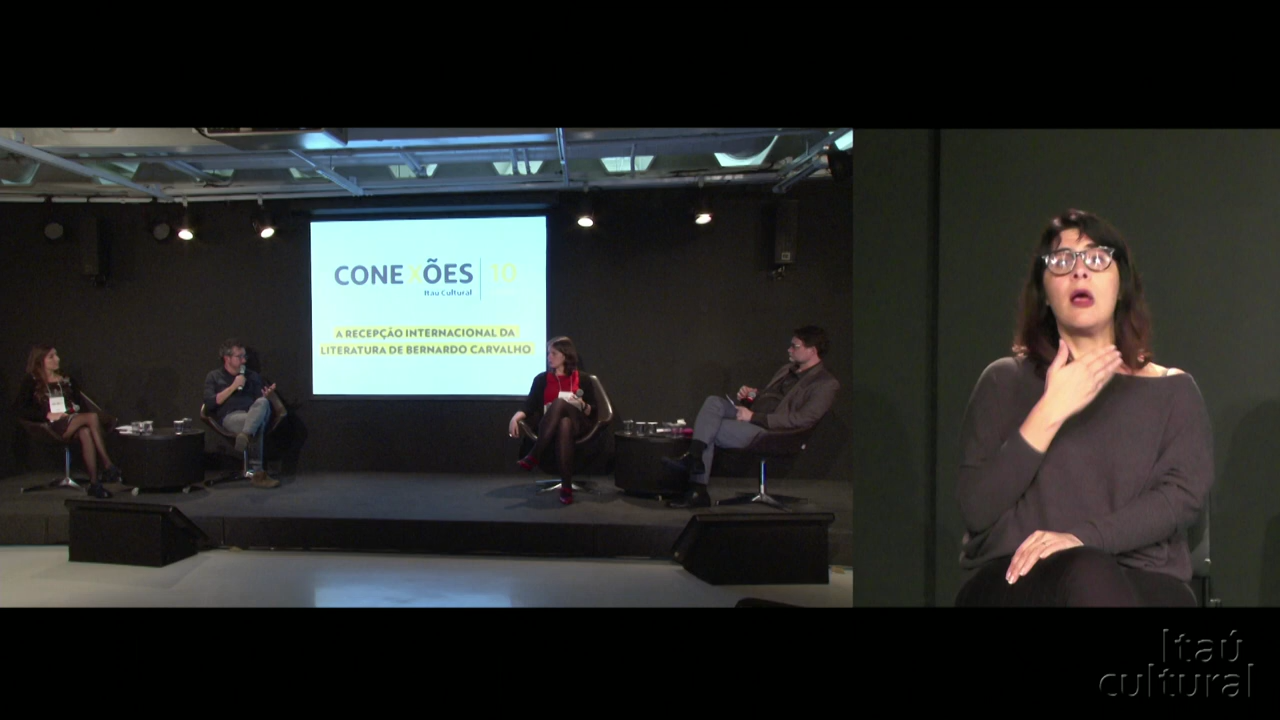 CONEXÕES 10
Itaú Cultural
A RECEPÇÃO INTERNACIONAL DA
LITERATURA DE BERNARDO CARVALHO
Itaú
cultural